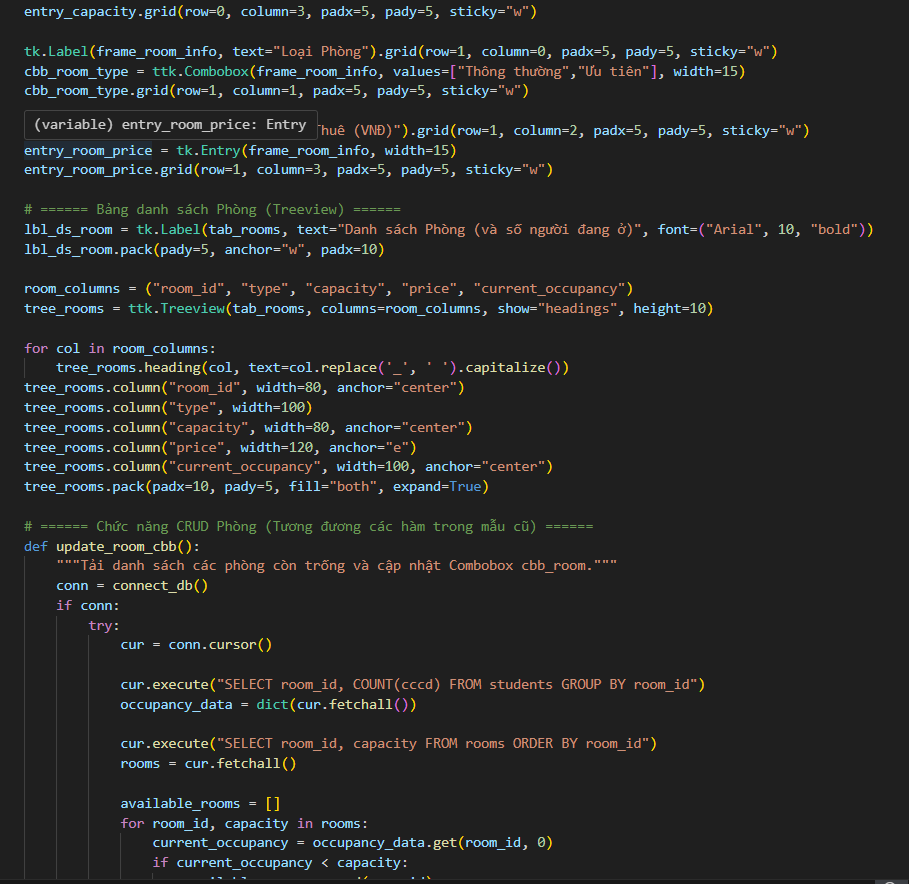 entry_capacity.grid(row=0, column=3, padx=5, pady=5, sticky="w")
tk.Label(frame_room_info, text="Loại Phòng").grid(row=1, column=0, padx=5, pady=5, sticky="w")
cbb_room_type = ttk.Combobox(frame_room_info, values=["Thông thường","Ưu tiên"], width=15)
cbb_room_type.grid(row=1, column=1, padx=5, pady=5, sticky="w")
(variable) entry_room_price: Entry
(VNĐ)").grid(row=1, column=2, padx=5, pady=5, sticky="w")
entry_room_price = tk.Entry(frame_room_info, width=15)
entry_room_price.grid(row=1, column=3, padx=5, pady=5, sticky="w")
# ====== Bảng danh sách Phòng (Treeview) ======
lbl_ds_room = tk.Label(tab_rooms, text="Danh sách Phòng (và số người đang ở)", font=("Arial", 10, "bold"))
lbl_ds_room.pack(pady=5, anchor="w", padx=10)
room_columns = ("room_id", "type", "capacity", "price", "current_occupancy")
tree_rooms = ttk.Treeview(tab_rooms, columns=room_columns, show="headings", height=10)
for col in room_columns:
    tree_rooms.heading(col, text=col.replace('_', ' ').capitalize())
tree_rooms.column("room_id", width=80, anchor="center")
tree_rooms.column("type", width=100)
tree_rooms.column("capacity", width=80, anchor="center")
tree_rooms.column("price", width=120, anchor="e")
tree_rooms.column("current_occupancy", width=100, anchor="center")
tree_rooms.pack(padx=10, pady=5, fill="both", expand=True)
# ====== Chức năng CRUD Phòng (Tương đương các hàm trong mẫu cũ) ======
def update_room_cbb():
    """Tải danh sách các phòng còn trống và cập nhật Combobox cbb_room."""
    conn = connect_db()
    if conn:
        try:
            cur = conn.cursor()
            cur.execute("SELECT room_id, COUNT(cccd) FROM students GROUP BY room_id")
            occupancy_data = dict(cur.fetchall())
            cur.execute("SELECT room_id, capacity FROM rooms ORDER BY room_id")
            rooms = cur.fetchall()
            available_rooms = []
            for room_id, capacity in rooms:
                current_occupancy = occupancy_data.get(room_id, 0)
                if current_occupancy < capacity: